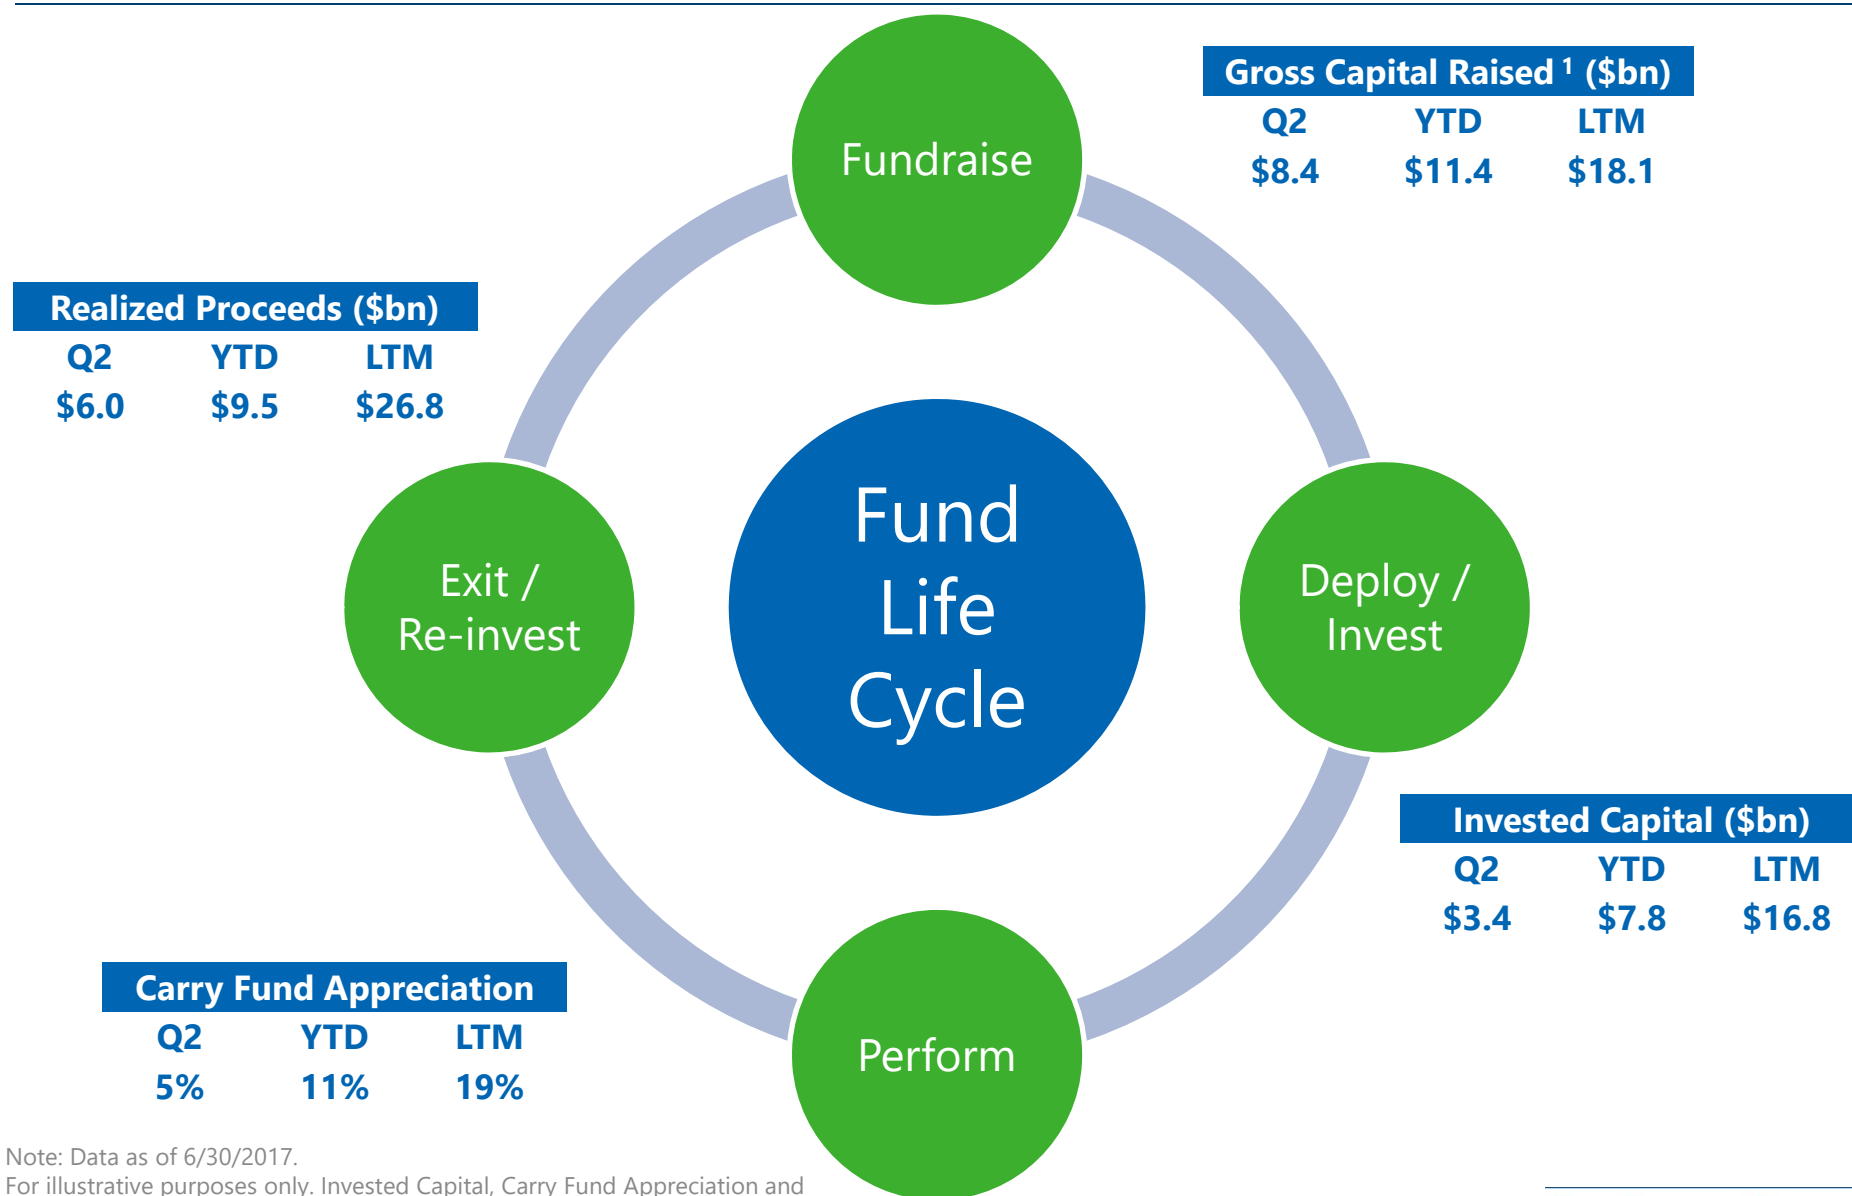 Fundraise
Gross Capital Raised 1 ($bn)
Q2 YTD LTM
$8.4 $11.4 $18.1
Realized Proceeds ($bn)
Q2 YTD LTM
$6.0 $9.5 $26.8
Fund
Life
Cycle
Exit /
Re-invest
Deploy /
Invest
Invested Capital ($bn)
Q2 YTD LTM
$3.4 $7.8 $16.8
Carry Fund Appreciation
Q2 YTD LTM
5% 11% 19%
Perform
Note: Data as of 6/30/2017.
For illustrative purposes only. Invested Capital, Carry Fund Appreciation and